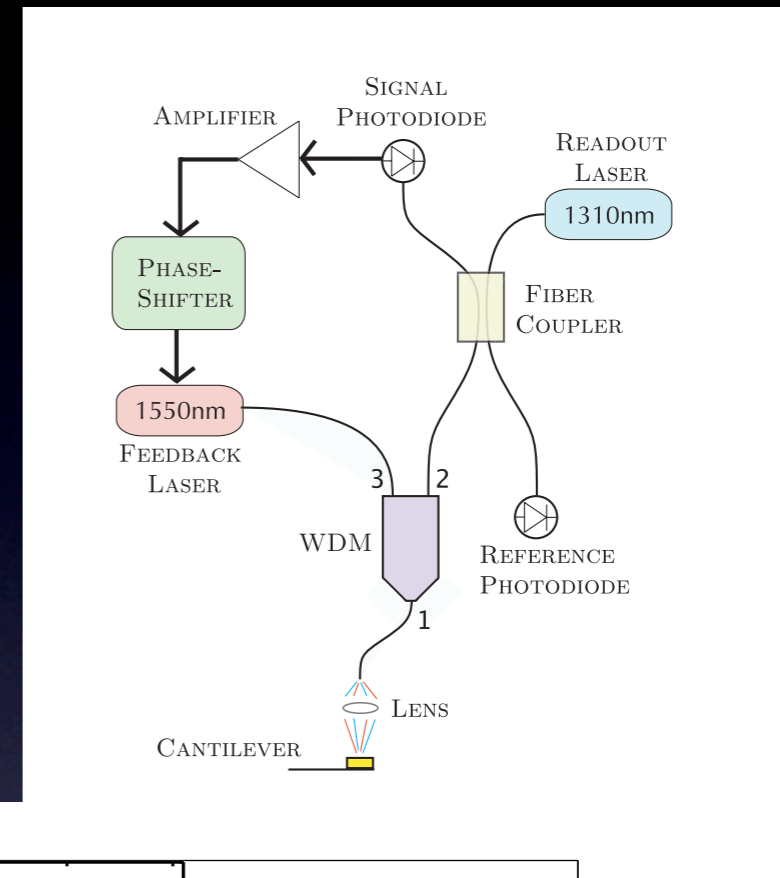 SIGNAL
PHOTODIODE
AMPLIFIER
READOUT
LASER
1310nm
PHASE-
SHIFTER
FIBER
COUPLER
1550nm
FEEDBACK
LASER
3
2
WDM
REFERENCE
PHOTODIODE
1
LENS
CANTILEVER